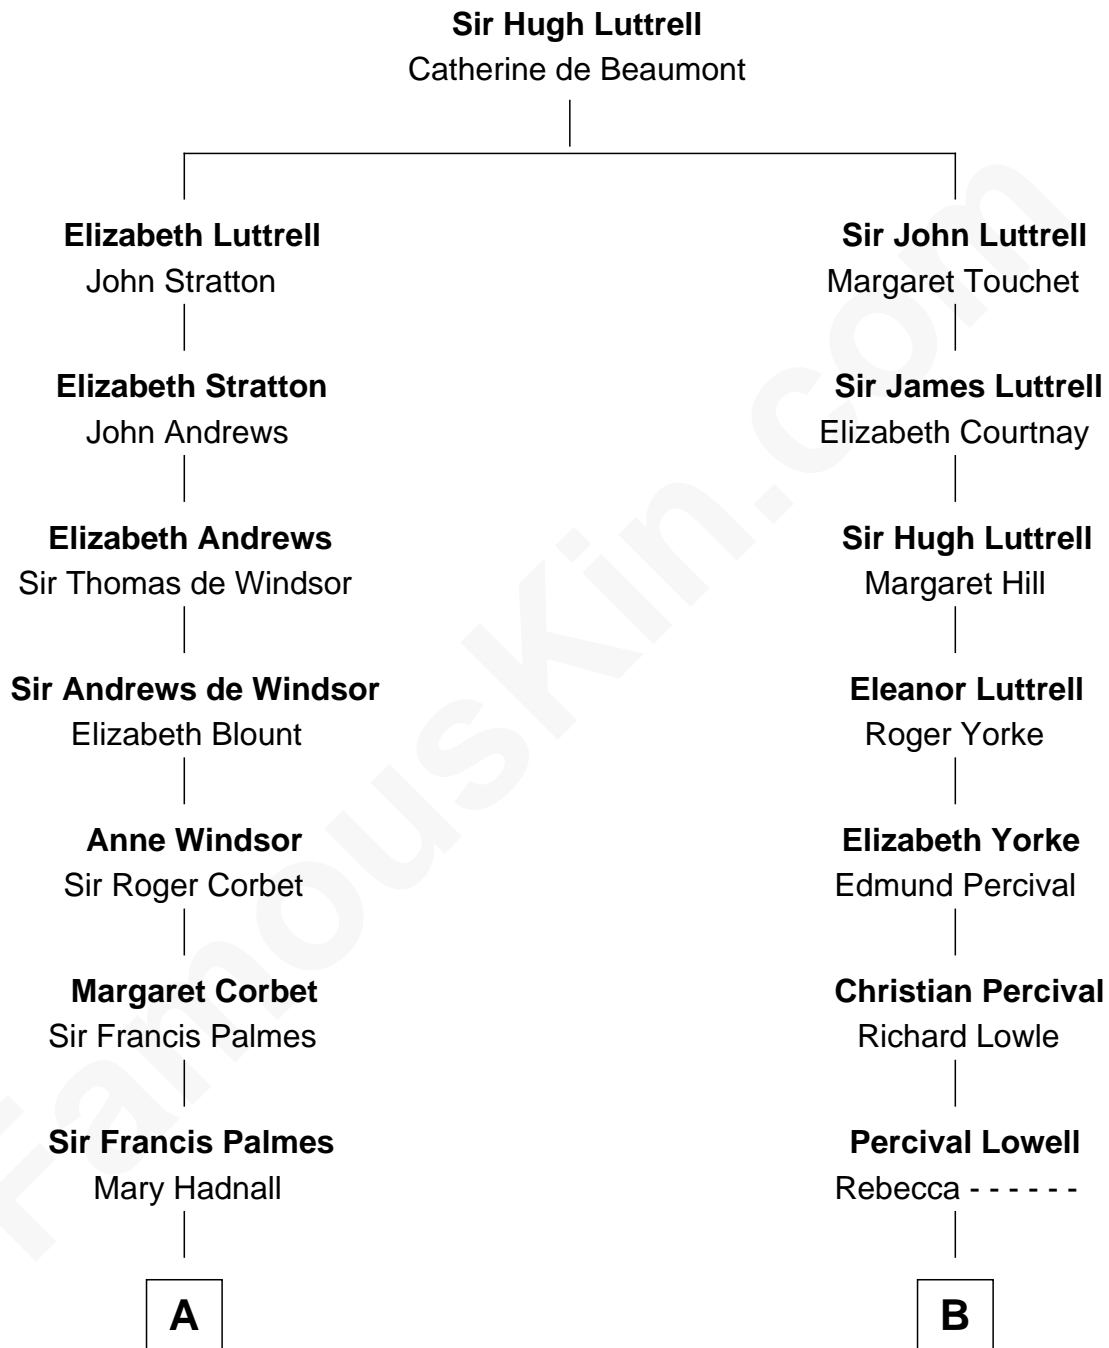 Sir Hugh Luttrell
Catherine de Beaumont
Elizabeth Luttrell
John Stratton
Sir John Luttrell
Margaret Touchet
Elizabeth Stratton
John Andrews
Sir James Luttrell
Elizabeth Courtnay
Elizabeth Andrews
Sir Thomas de Windsor
Sir Hugh Luttrell
Margaret Hill
Sir Andrews de Windsor
Elizabeth Blount
Eleanor Luttrell
Roger Yorke
Anne Windsor
Sir Roger Corbet
Elizabeth Yorke
Edmund Percival
Margaret Corbet
Sir Francis Palmes
Christian Percival
Richard Lowle
Sir Francis Palmes
Mary Hadnall
Percival Lowell
Rebecca - - - - - -
A
B
FamousKin.com